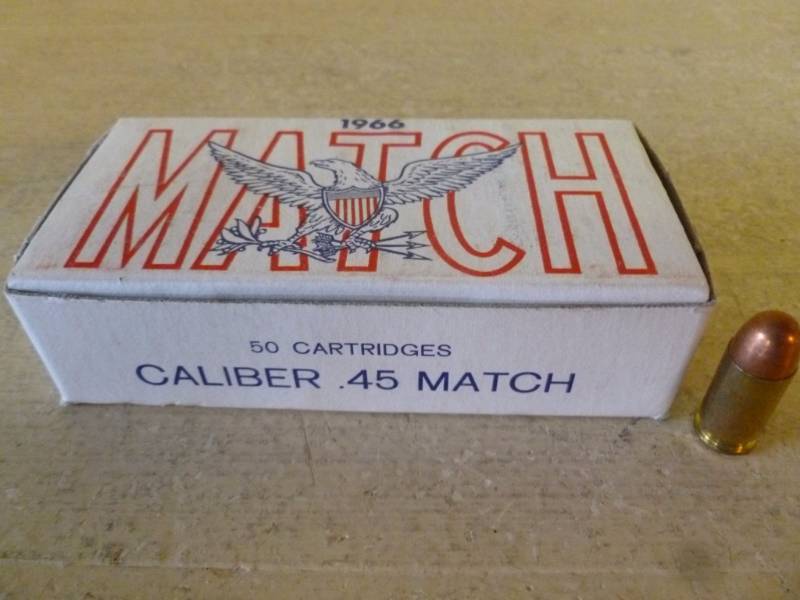 1966
MATCH
50 CARTRIDGES
CALIBER .45 MATCH